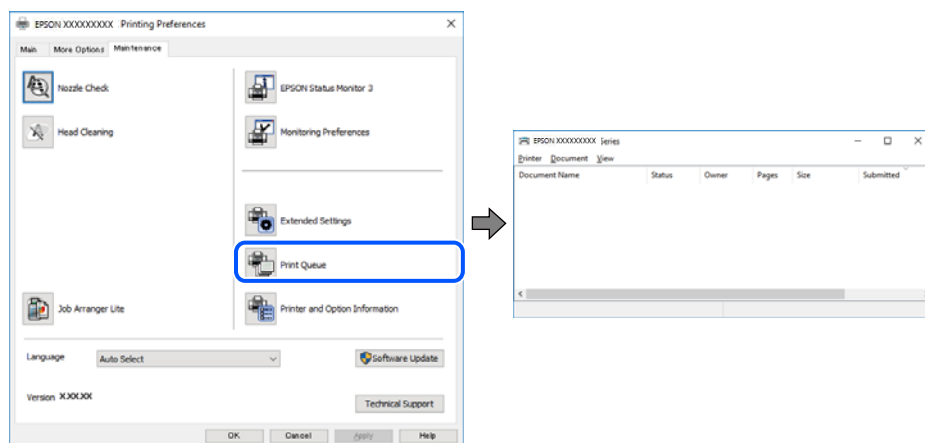 EPSON XXXXXXXXX Printing Preferences
Main More Options Maintenance
Nozzle Check
EPSON Status Monitor 3
Head Cleaning
Monitoring Preferences
Extended Settings
Print Queue
Job Arranger Lite
Printer and Option Information
Language Auto Select Software Update
Version X.XX.XX
Technical Support
OK Cancel Apply Help
EPSON XXXXXXXXX Series
Printer Document View
Document Name Status Owner Pages Size Submitted